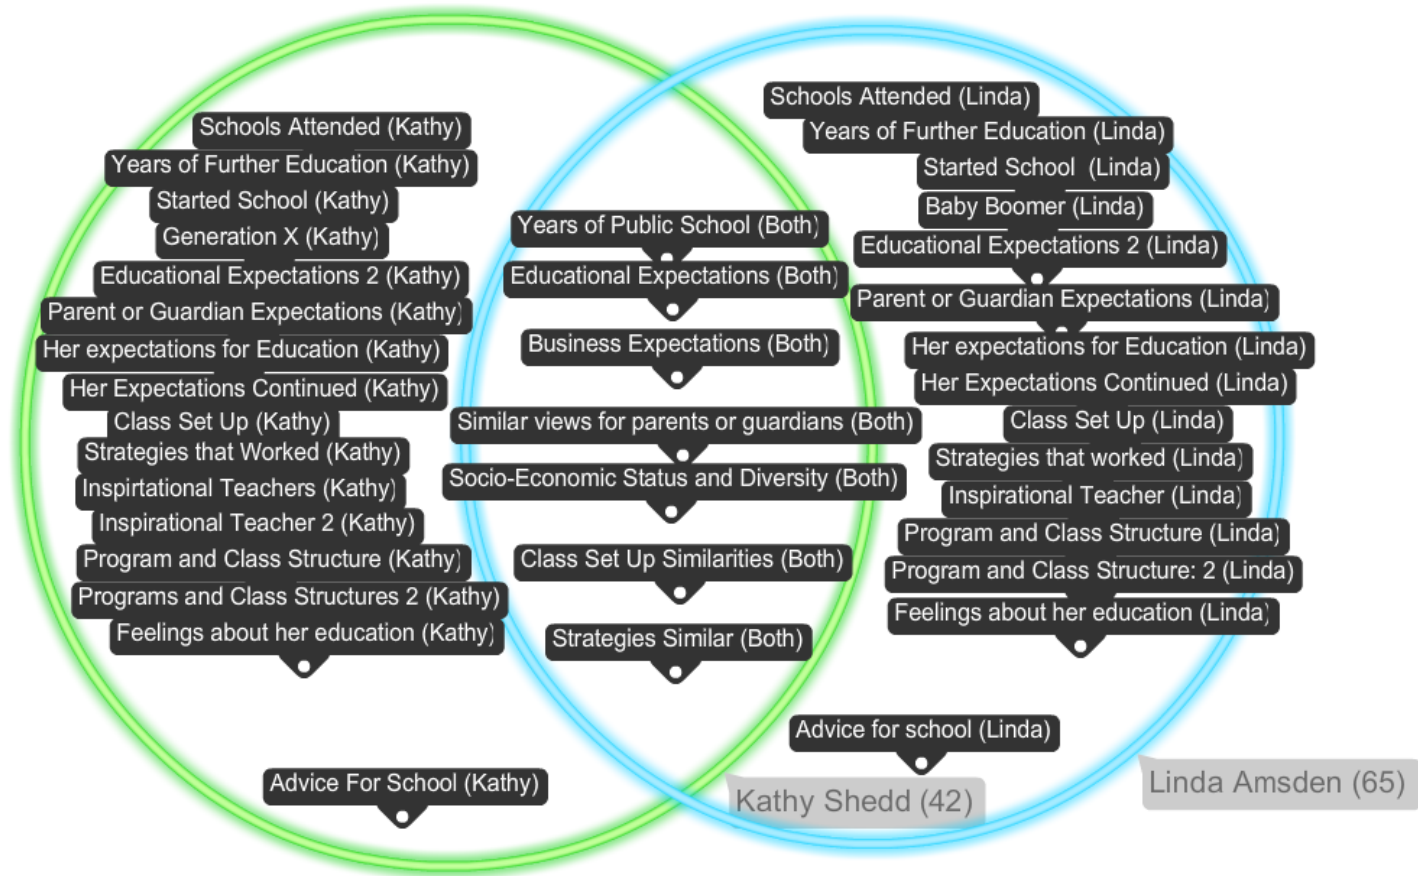 Schools Attended (Kathy)
Years of Further Education (Kathy)
Started School (Kathy)
Generation X (Kathy)
Educational Expectations 2 (Kathy)
Parent or Guardian Expectations (Kathy)
Her expectations for Education (Kathy)
Her Expectations Continued (Kathy)
Class Set Up (Kathy)
Strategies that Worked (Kathy)
Inspirtational Teachers (Kathy)
Inspirational Teacher 2 (Kathy)
Program and Class Structure (Kathy)
Programs and Class Structures 2 (Kathy)
Feelings about her education (Kathy)
Advice For School (Kathy)
Years of Public School (Both)
Educational Expectations (Both)
Business Expectations (Both)
Similar views for parents or guardians (Both)
Socio-Economic Status and Diversity (Both)
Class Set Up Similarities (Both)
Strategies Similar (Both)
Schools Attended (Linda)
Years of Further Education (Linda)
Started School (Linda)
Baby Boomer (Linda)
Educational Expectations 2 (Linda)
Parent or Guardian Expectations (Linda)
Her expectations for Education (Linda)
Her Expectations Continued (Linda)
Class Set Up (Linda)
Strategies that worked (Linda)
Inspirational Teacher (Linda)
Program and Class Structure (Linda)
Program and Class Structure: 2 (Linda)
Feelings about her education (Linda)
Advice for school (Linda)
Kathy Shedd (42)
Linda Amsden (65)